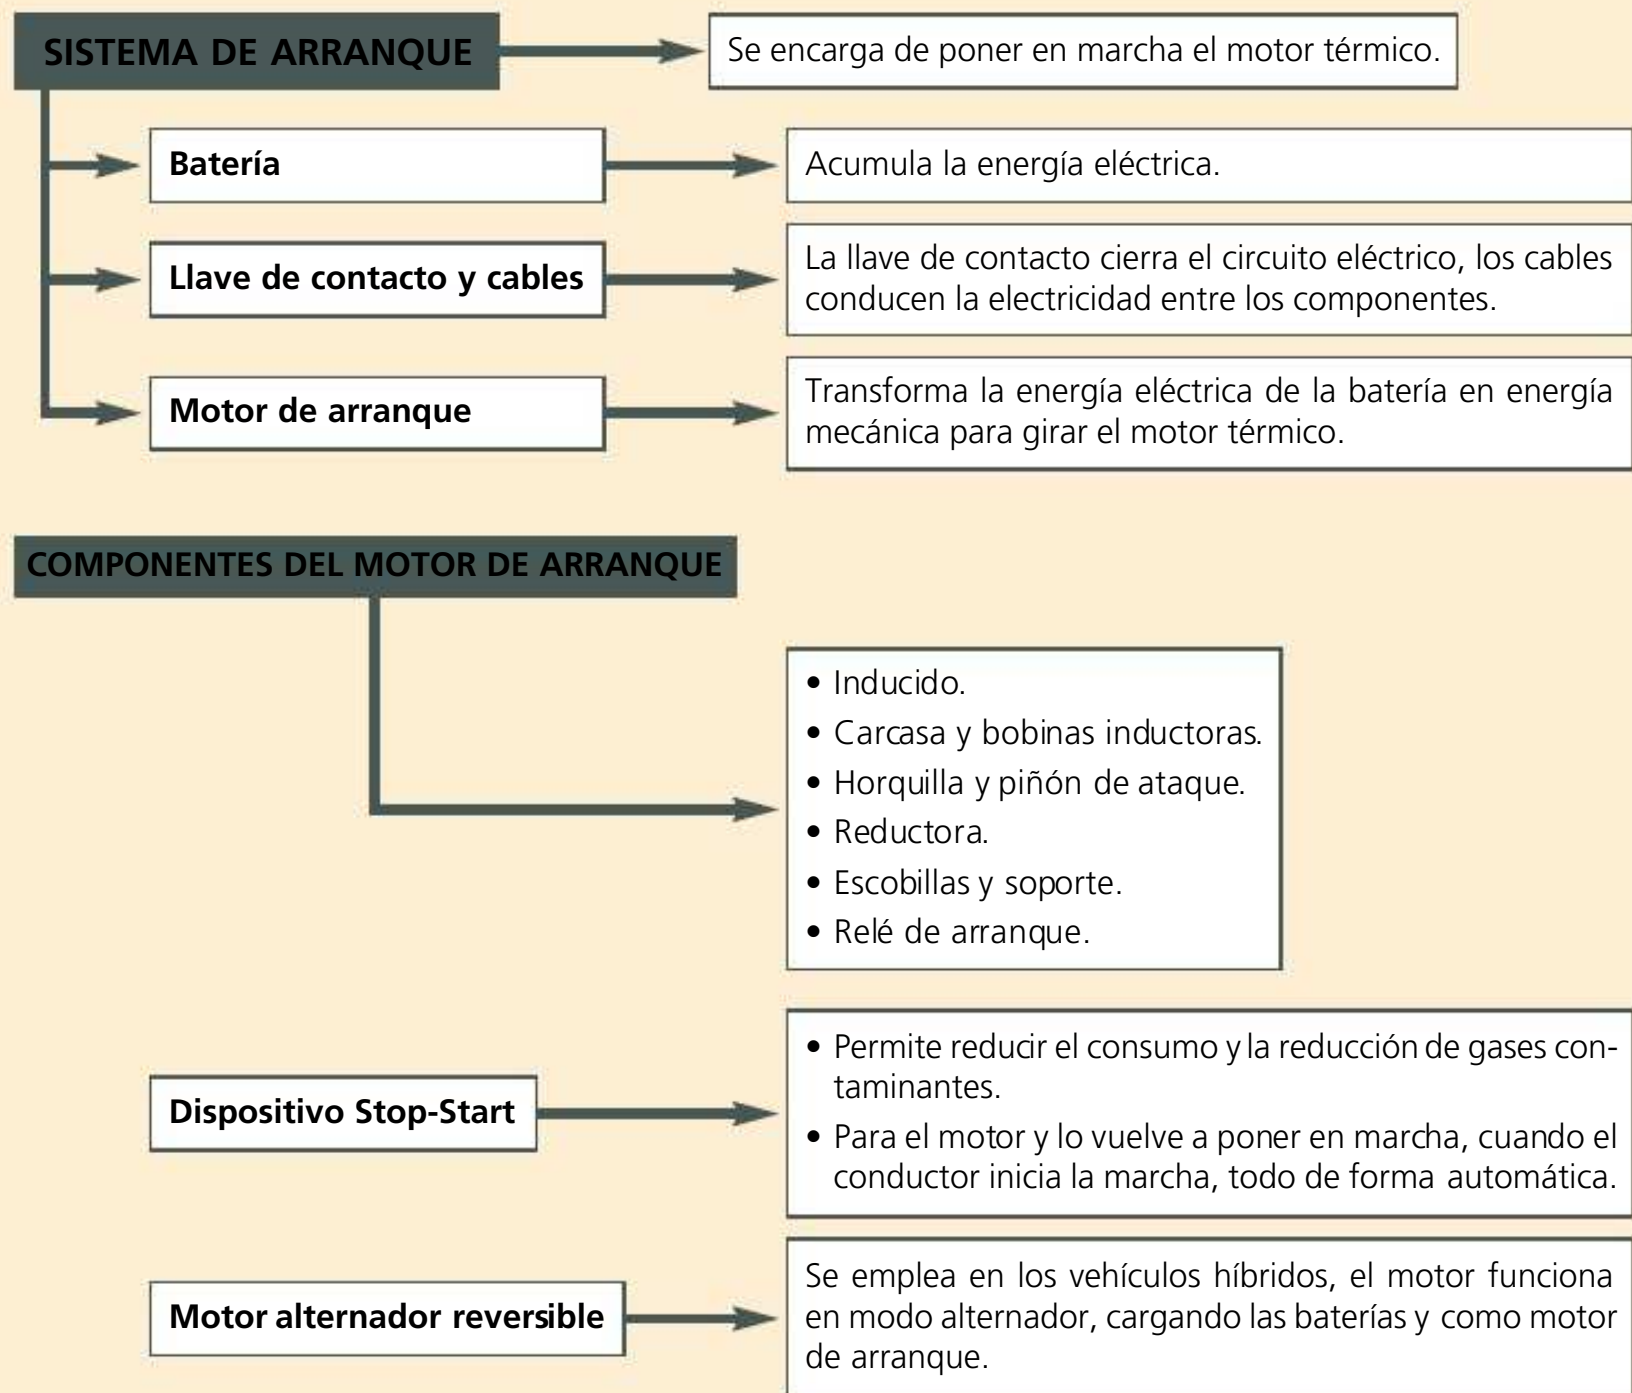 SISTEMA DE ARRANQUE
Se encarga de poner en marcha el motor térmico.
Batería
Acumula la energía eléctrica.
Llave de contacto y cables
La llave de contacto cierra el circuito eléctrico, los cables
conducen la electricidad entre los componentes.
Motor de arranque
Transforma la energía eléctrica de la batería en energía
mecánica para girar el motor térmico.
COMPONENTES DEL MOTOR DE ARRANQUE
• Inducido.
• Carcasa y bobinas inductoras.
• Horquilla y piñón de ataque.
• Reductora.
• Escobillas y soporte.
• Relé de arranque.
Dispositivo Stop-Start
• Permite reducir el consumo y la reducción de gases con-
taminantes.
• Para el motor y lo vuelve a poner en marcha, cuando el
conductor inicia la marcha, todo de forma automática.
Motor alternador reversible
Se emplea en los vehículos híbridos, el motor funciona
en modo alternador, cargando las baterías y como motor
de arranque.